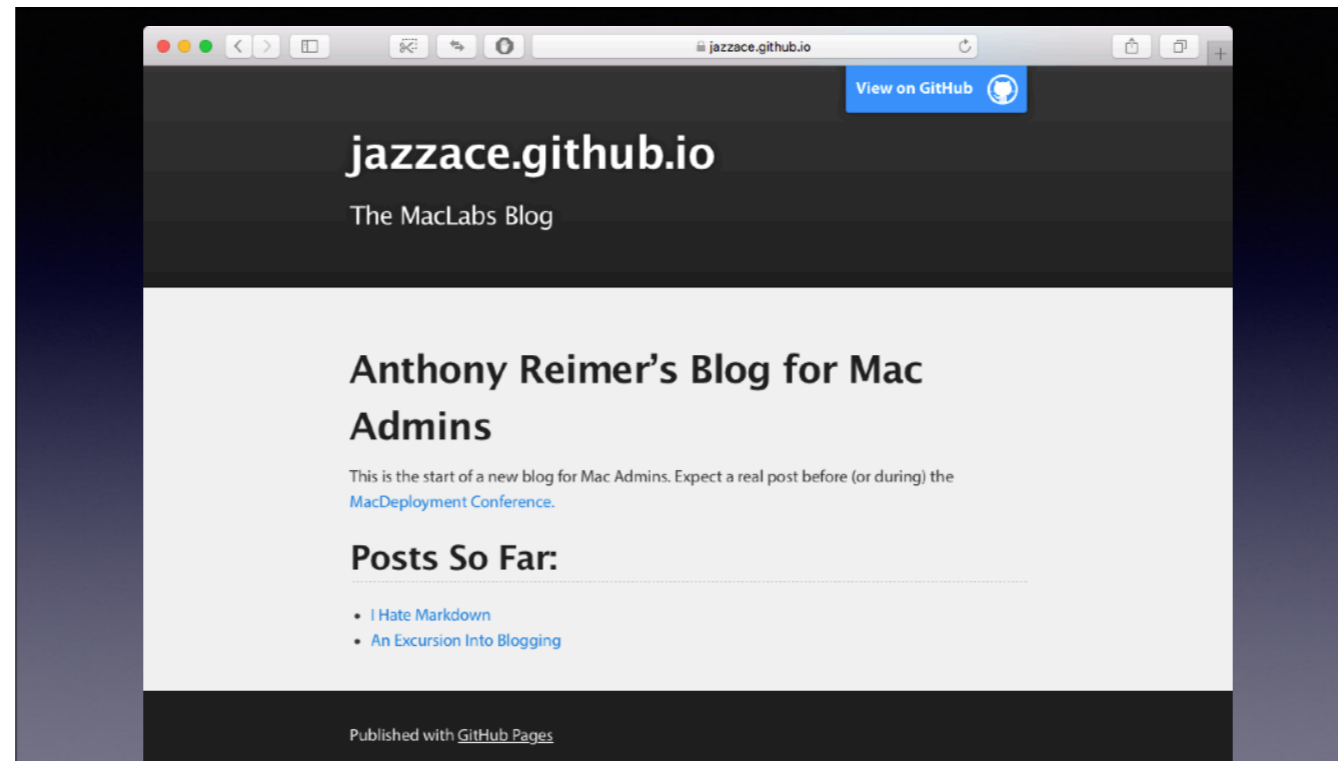 jazzace.github.io
View on GitHub
jazzace.github.io
The MacLabs Blog
Anthony Reimer’s Blog for Mac
Admins
This is the start of a new blog for Mac Admins. Expect a real post before (or during) the
MacDeployment Conference.
Posts So Far:
• I Hate Markdown
• An Excursion Into Blogging
Published with GitHub Pages